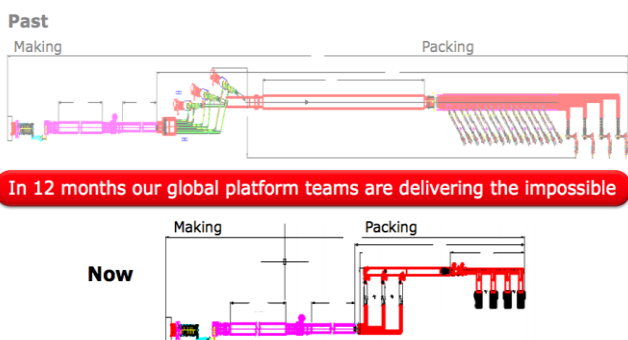 Past
Making Packing
In 12 months our global platform teams are delivering the impossible
Making Packing
Now